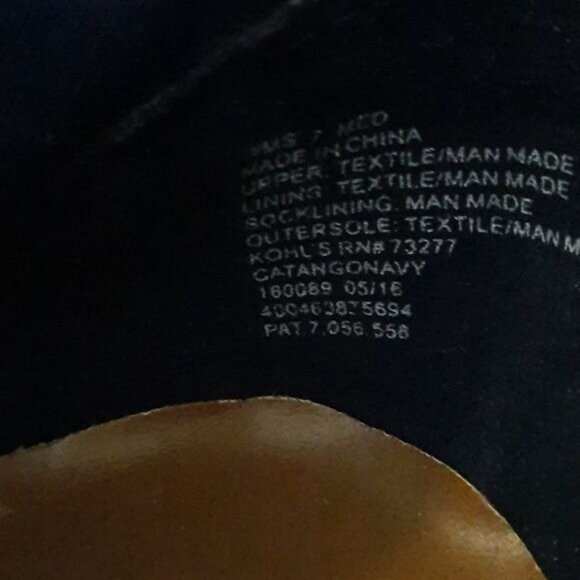 WMS 7 MED
MADE IN CHINA
UPPER: TEXTILE/MAN MADE
LINING: TEXTILE/MAN MADE
SOCKLINING: MAN MADE
OUTERSOLE: TEXTILE/MAN M
KOHL'S RN# 73277
CATANGONAVY
160089 05/16
PAT 7,056,558